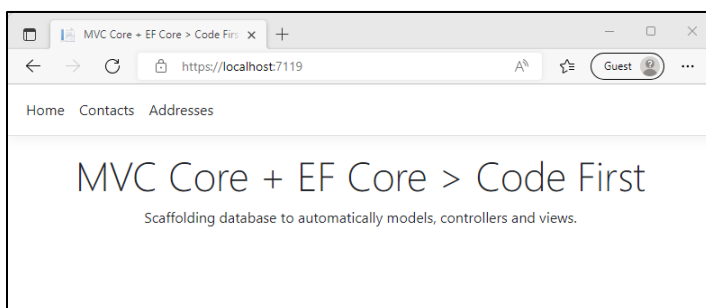 MVC Core + EF Core > Code Firs
https://localhost:7119
A
Guest
Home Contacts Addresses
MVC Core + EF Core > Code First
Scaffolding database to automatically models, controllers and views.